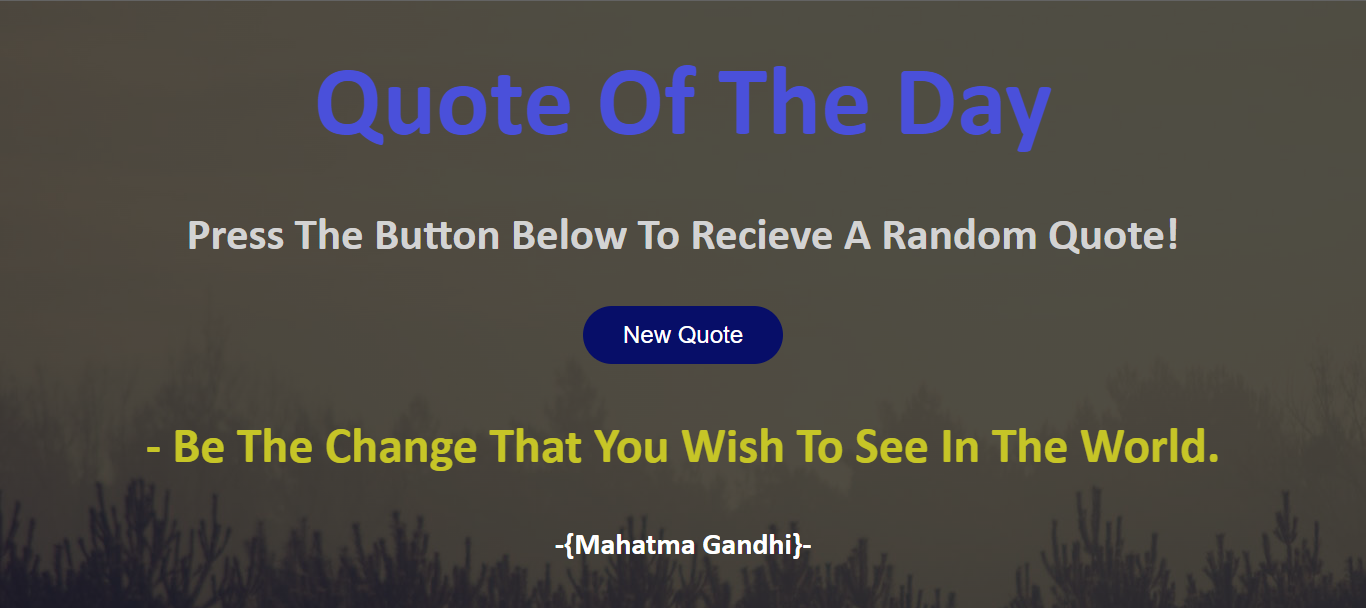 Quote Of The Day
Press The Button Below To Recieve A Random Quote!
New Quote
- Be The Change That You Wish To See In The World.
-{Mahatma Gandhi}-